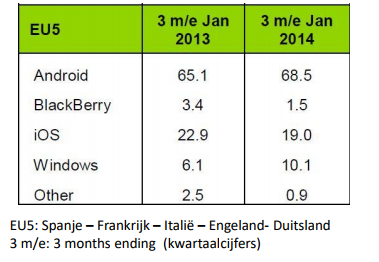 EU5 3 m/e Jan 2013 3 m/e Jan 2014
Android 65.1 68.5
BlackBerry 3.4 1.5
iOS 22.9 19.0
Windows 6.1 10.1
Other 2.5 0.9
EU5: Spanje – Frankrijk – Italië – Engeland- Duitsland
3 m/e: 3 months ending (kwartaalcijfers)